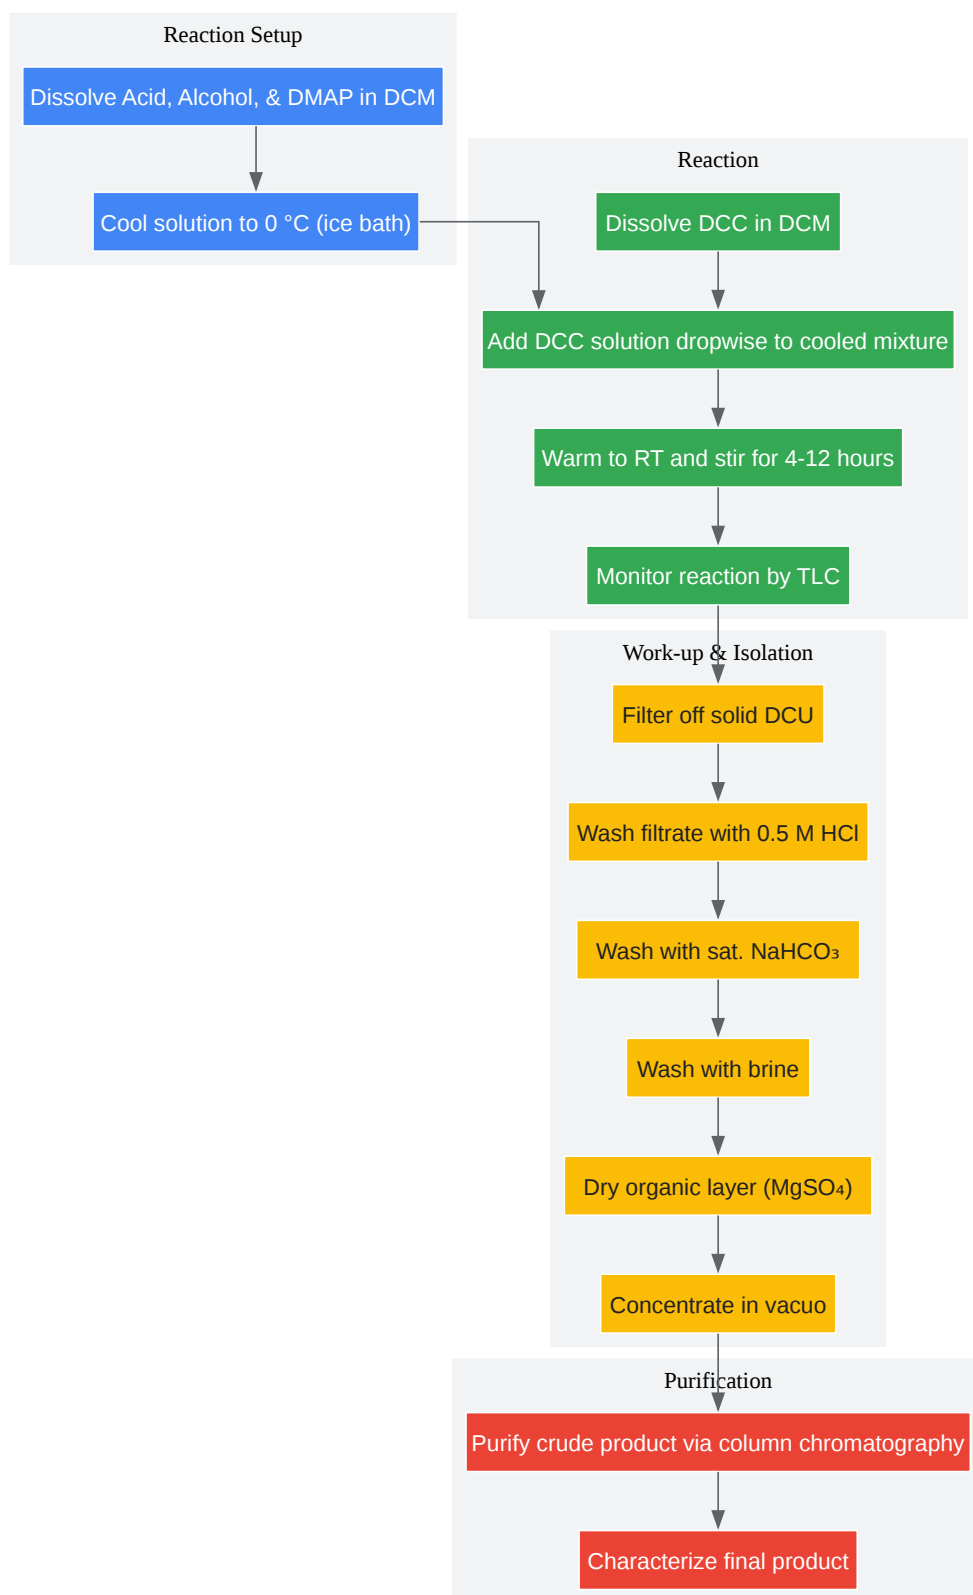 Reaction Setup
Dissolve Acid, Alcohol, & DMAP in DCM
Cool solution to 0 °C (ice bath)
Reaction
Dissolve DCC in DCM
Add DCC solution dropwise to cooled mixture
Warm to RT and stir for 4-12 hours
Monitor reaction by TLC
Work-up & Isolation
Filter off solid DCU
Wash filtrate with 0.5 M HCl
Wash with sat. NaHCO₃
Wash with brine
Dry organic layer (MgSO₄)
Concentrate in vacuo
Purification
Purify crude product via column chromatography
Characterize final product